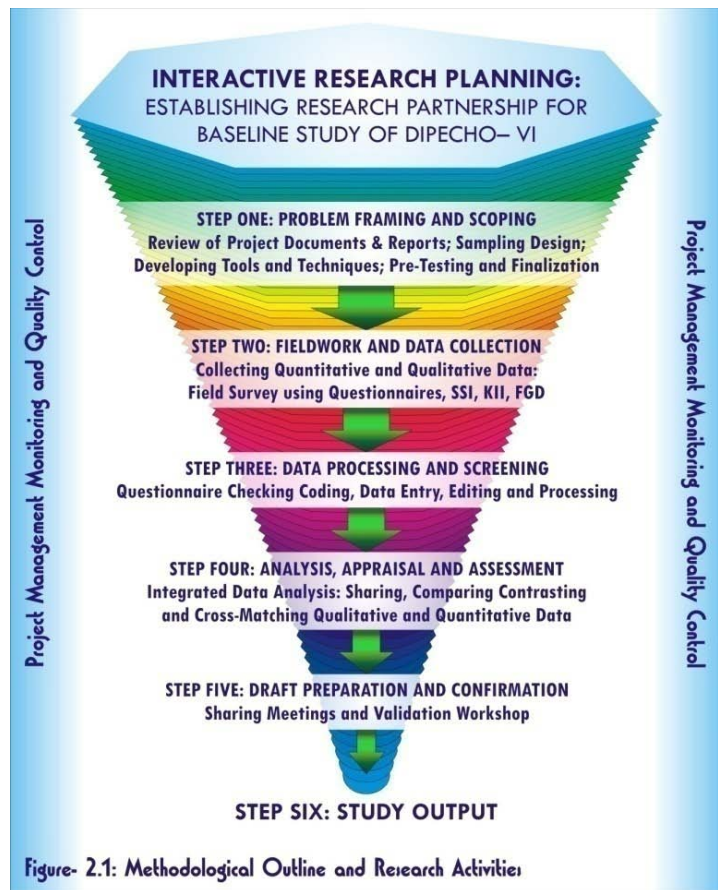 INTERACTIVE RESEARCH PLANNING:
ESTABLISHING RESEARCH PARTNERSHIP FOR
BASELINE STUDY OF DIPECHO– VI
Project Management Monitoring and Quality Control
STEP ONE: PROBLEM FRAMING AND SCOPING
Review of Project Documents & Reports; Sampling Design;
Developing Tools and Techniques; Pre-Testing and Finalization
STEP TWO: FIELDWORK AND DATA COLLECTION
Collecting Quantitative and Qualitative Data:
Field Survey using Questionnaires, SSI, KII, FGD
STEP THREE: DATA PROCESSING AND SCREENING
Questionnaire Checking Coding, Data Entry, Editing and Processing
STEP FOUR: ANALYSIS, APPRAISAL AND ASSESSMENT
Integrated Data Analysis: Sharing, Comparing Contrasting
and Cross-Matching Qualitative and Quantitative Data
STEP FIVE: DRAFT PREPARATION AND CONFIRMATION
Sharing Meetings and Validation Workshop
STEP SIX: STUDY OUTPUT
Project Management Monitoring and Quality Control
Figure- 2.1: Methodological Outline and Research Activities